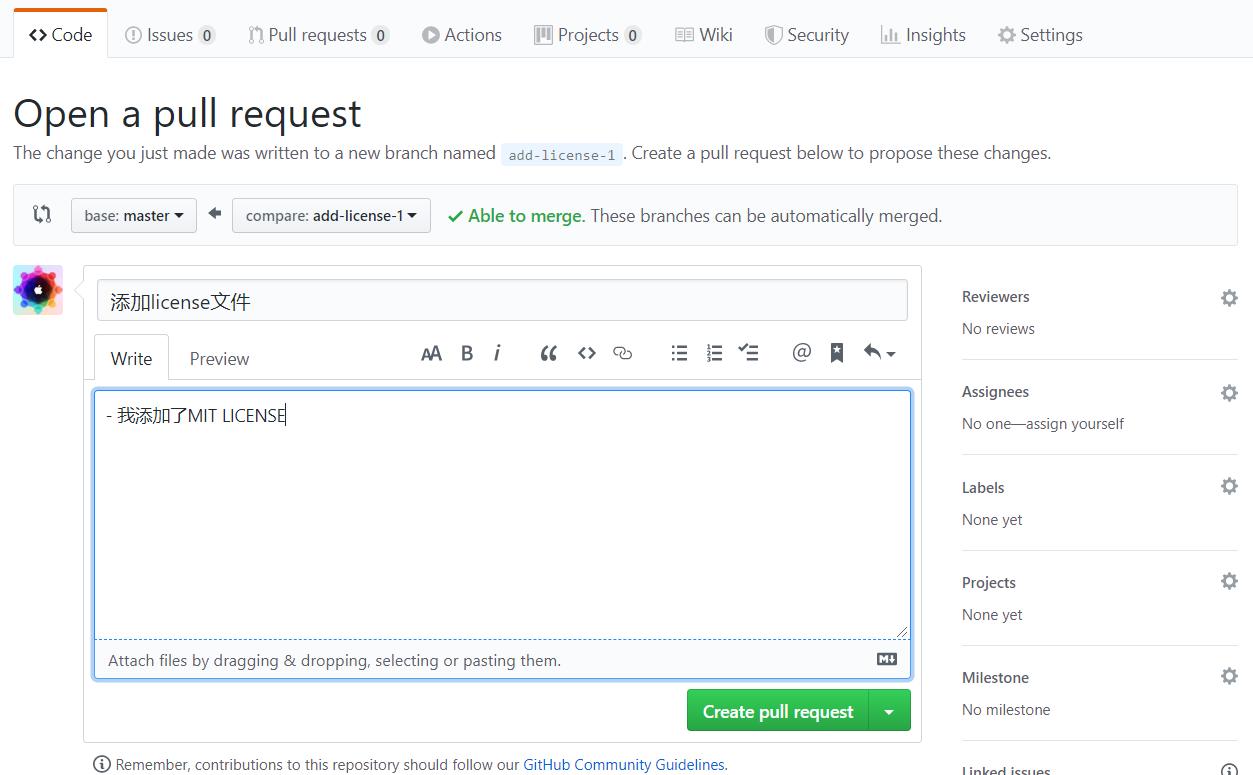 Code Issues 0 Pull requests 0 Actions Projects 0 Wiki Security Insights Settings
Open a pull request
The change you just made was written to a new branch named add-license-1 . Create a pull request below to propose these changes.
base: master compare: add-license-1 Able to merge. These branches can be automatically merged.
添加license文件
Write Preview AA B i @
- 我添加了MIT LICENSE
Attach files by dragging & dropping, selecting or pasting them.
Create pull request
Remember, contributions to this repository should follow our GitHub Community Guidelines.
Reviewers
No reviews
Assignees
No one—assign yourself
Labels
None yet
Projects
None yet
Milestone
No milestone
Linked issues